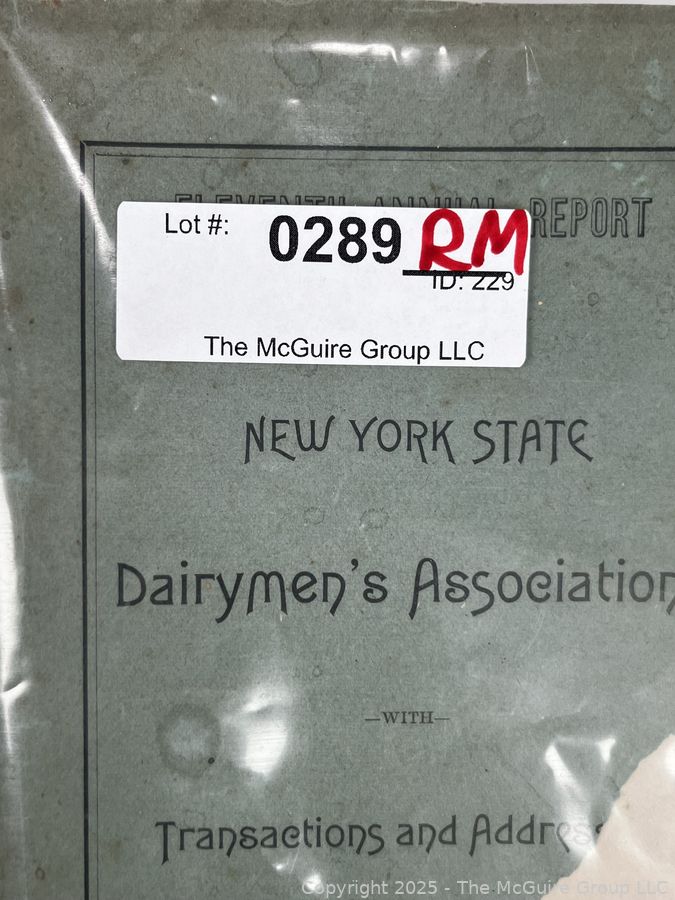 ELEVENTH ANNUAL REPORT
Lot #: 0289 RM
ID: 229
The McGuire Group LLC
NEW YORK STATE
Dairymen's Association
—WITH—
Transactions and Addres
Copyright 2025 - The McGuire Group LLC